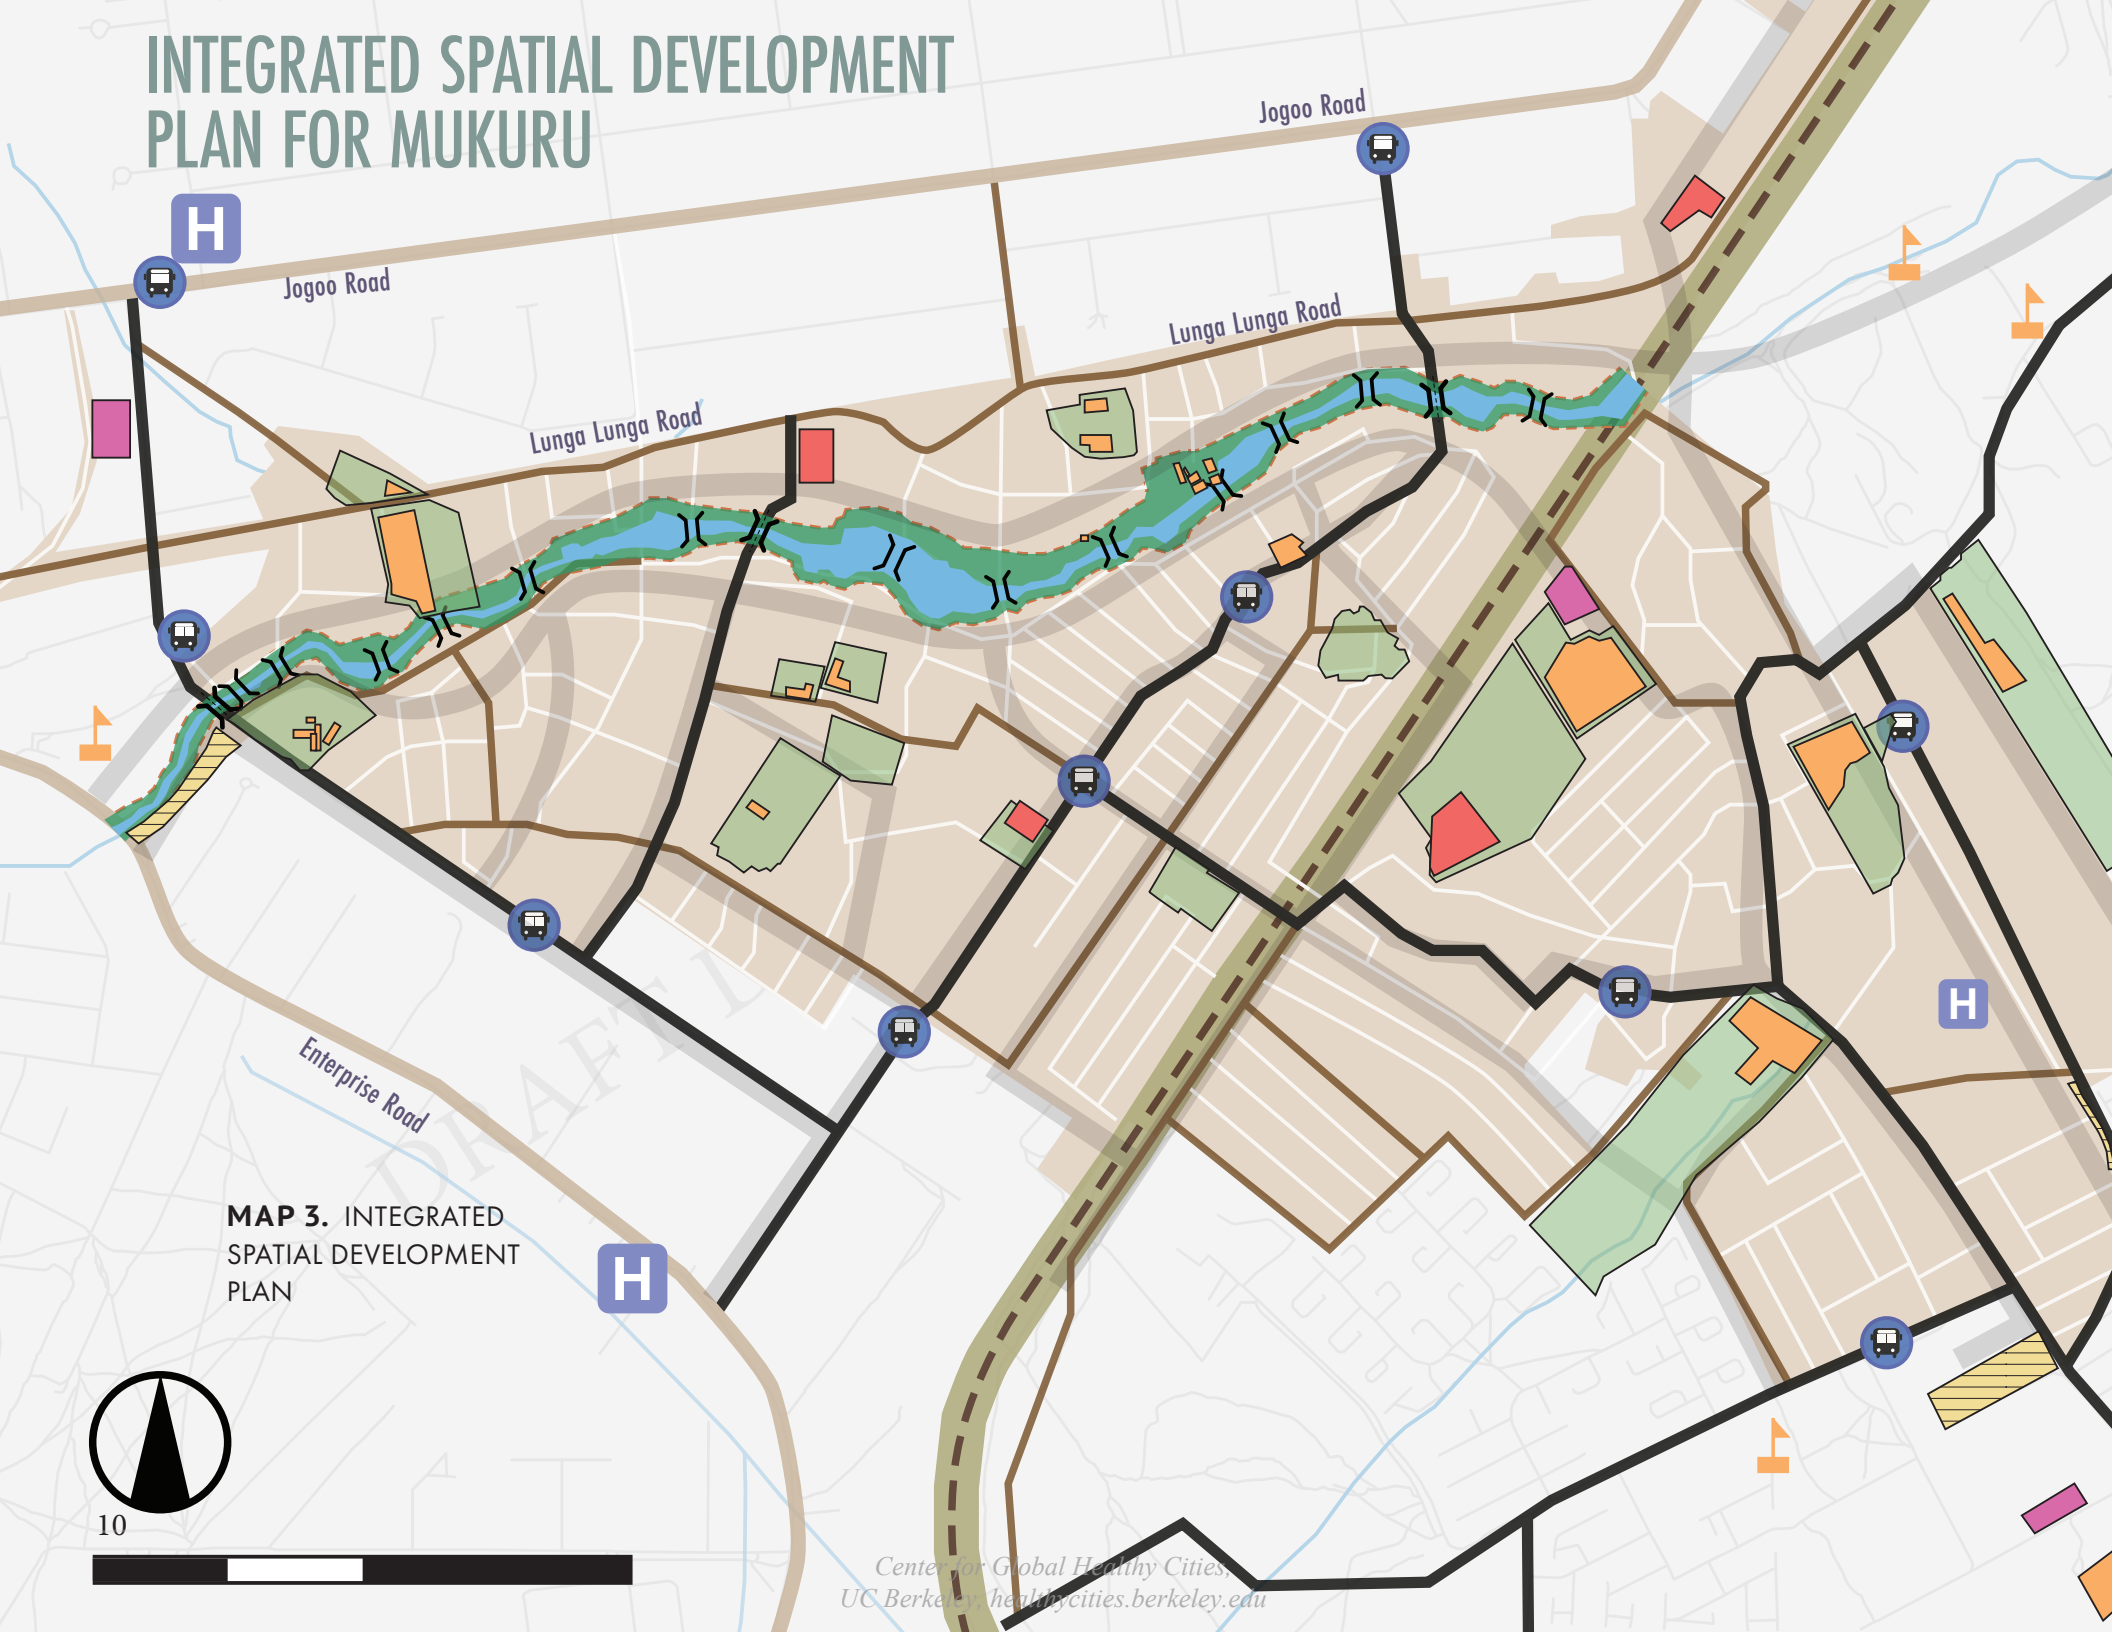 INTEGRATED SPATIAL DEVELOPMENT
PLAN FOR MUKURU
Jogoo Road
H
Jogoo Road
Lunga Lunga Road
Lunga Lunga Road
H
Enterprise Road
DRAFT
MAP 3. INTEGRATED
SPATIAL DEVELOPMENT
PLAN
H
10
Center for Global Healthy Cities,
UC Berkeley, healthycities.berkeley.edu